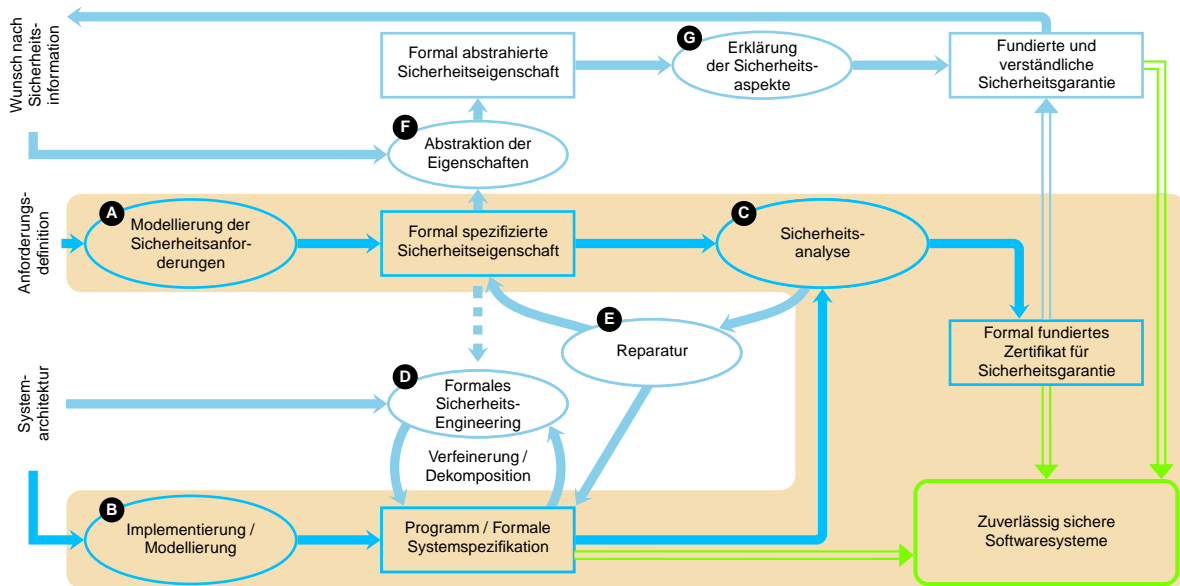 Wunsch nach
Sicherheits-
information
Formal abstrahierte
Sicherheitseigenschaft
G
Erklärung
der Sicherheits-
aspekte
Fundierte und
verständliche
Sicherheitsgarantie
F
Abstraktion der
Eigenschaften
Anforderungs-
definition
A
Modellierung der
Sicherheitsanfor-
derungen
Formal spezifizierte
Sicherheitseigenschaft
C
Sicherheits-
analyse
E
Reparatur
Formal fundiertes
Zertifikat für
Sicherheitsgarantie
System-
architektur
D
Formales
Sicherheits-
Engineering
Verfeinerung /
Dekomposition
B
Implementierung /
Modellierung
Programm / Formale
Systemspezifikation
Zuverlässig sichere
Softwaresysteme